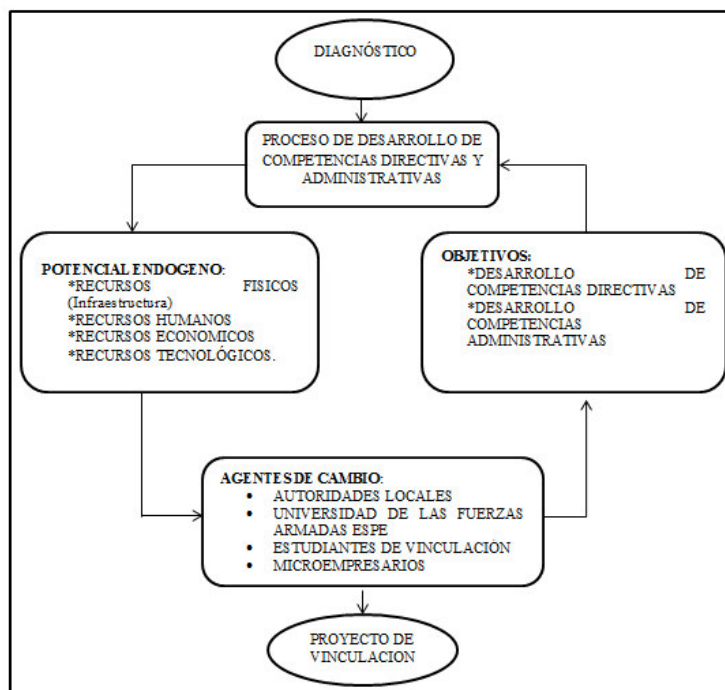 DIAGNÓSTICO
PROCESO DE DESARROLLO DE
COMPETENCIAS DIRECTIVAS Y
ADMINISTRATIVAS
POTENCIAL ENDOGENO:
*RECURSOS FISICOS
(Infraestructura)
*RECURSOS HUMANOS
*RECURSOS ECONOMICOS
*RECURSOS TECNOLÓGICOS.
OBJETIVOS:
*DESARROLLO DE
COMPETENCIAS DIRECTIVAS
*DESARROLLO DE
COMPETENCIAS
ADMINISTRATIVAS
AGENTES DE CAMBIO:
• AUTORIDADES LOCALES
• UNIVERSIDAD DE LAS FUERZAS
ARMADAS ESPE
• ESTUDIANTES DE VINCULACIÓN
• MICROEMPRESARIOS
PROYECTO DE
VINCULACION